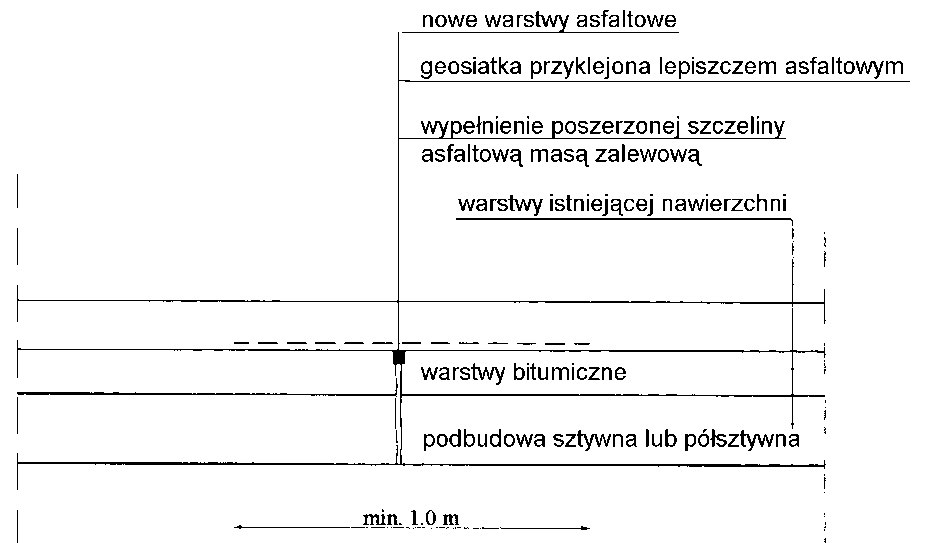 nowe warstwy asfaltowe
geosiatka przyklejona lepiszczem asfaltowym
wypełnienie poszerzonej szczeliny
asfaltową masą zalewową
warstwy istniejącej nawierzchni
warstwy bitumiczne
podbudowa sztywna lub półsztywna
min. 1.0 m